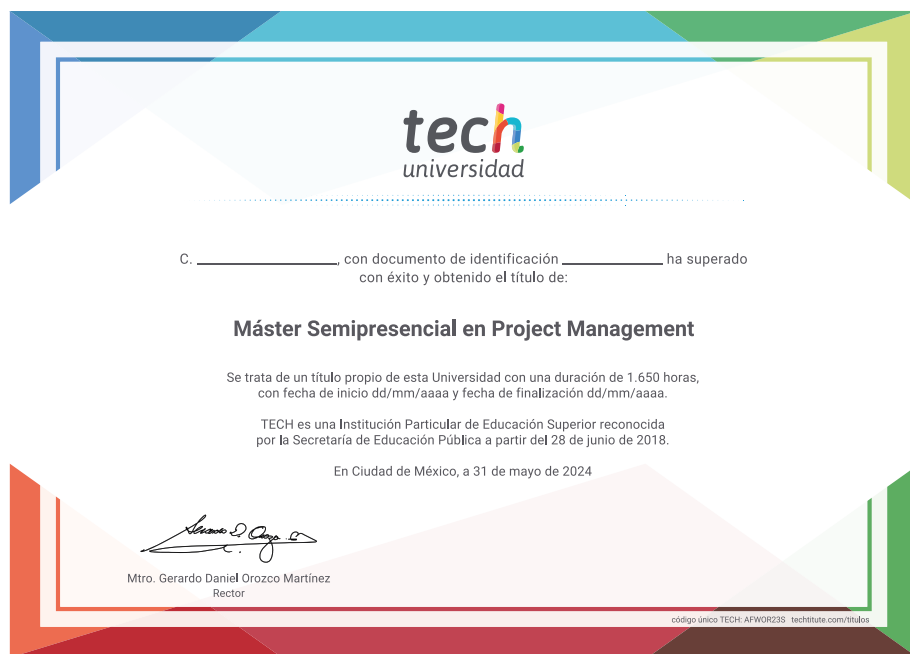 tech
universidad
C. ____________, con documento de identificación ____________ ha superado
con éxito y obtenido el título de:
Máster Semipresencial en Project Management
Se trata de un título propio de esta Universidad con una duración de 1.650 horas,
con fecha de inicio dd/mm/aaaa y fecha de finalización dd/mm/aaaa.
TECH es una Institución Particular de Educación Superior reconocida
por la Secretaría de Educación Pública a partir del 28 de junio de 2018.
En Ciudad de México, a 31 de mayo de 2024
Mtro. Gerardo Daniel Orozco Martínez
Rector
código único TECH: AFWOR23S techtitute.com/titulos